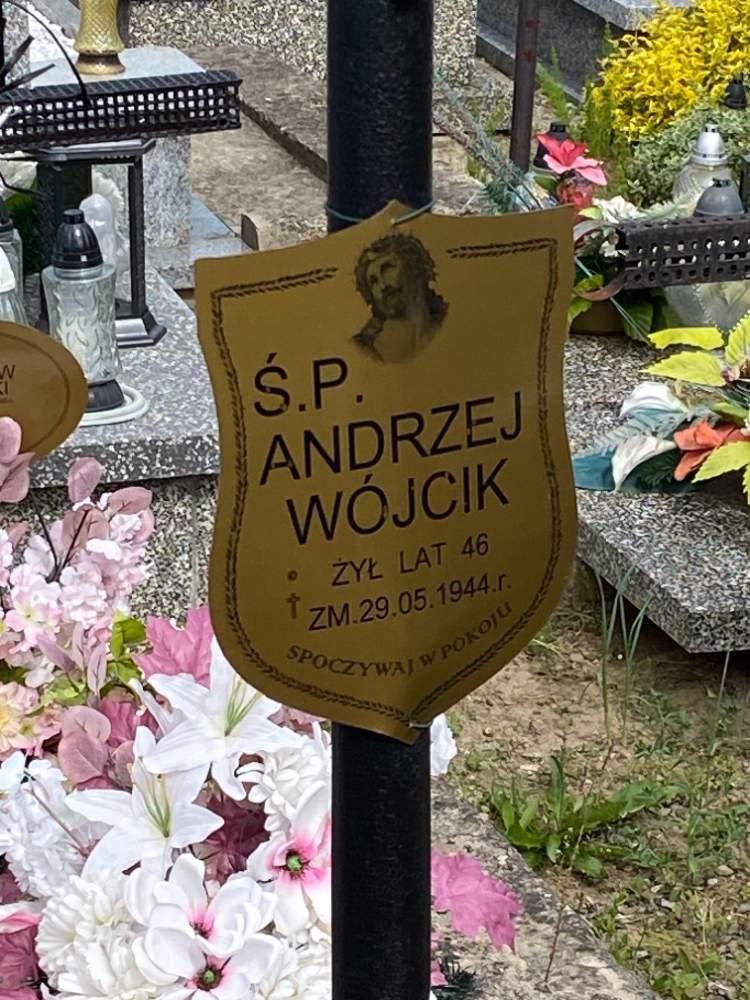 Ś.P.
ANDRZEJ
WÓJCIK
ŻYŁ LAT 46
ZM.29.05.1944.r.
SPOCZYWAJ W POKOJU